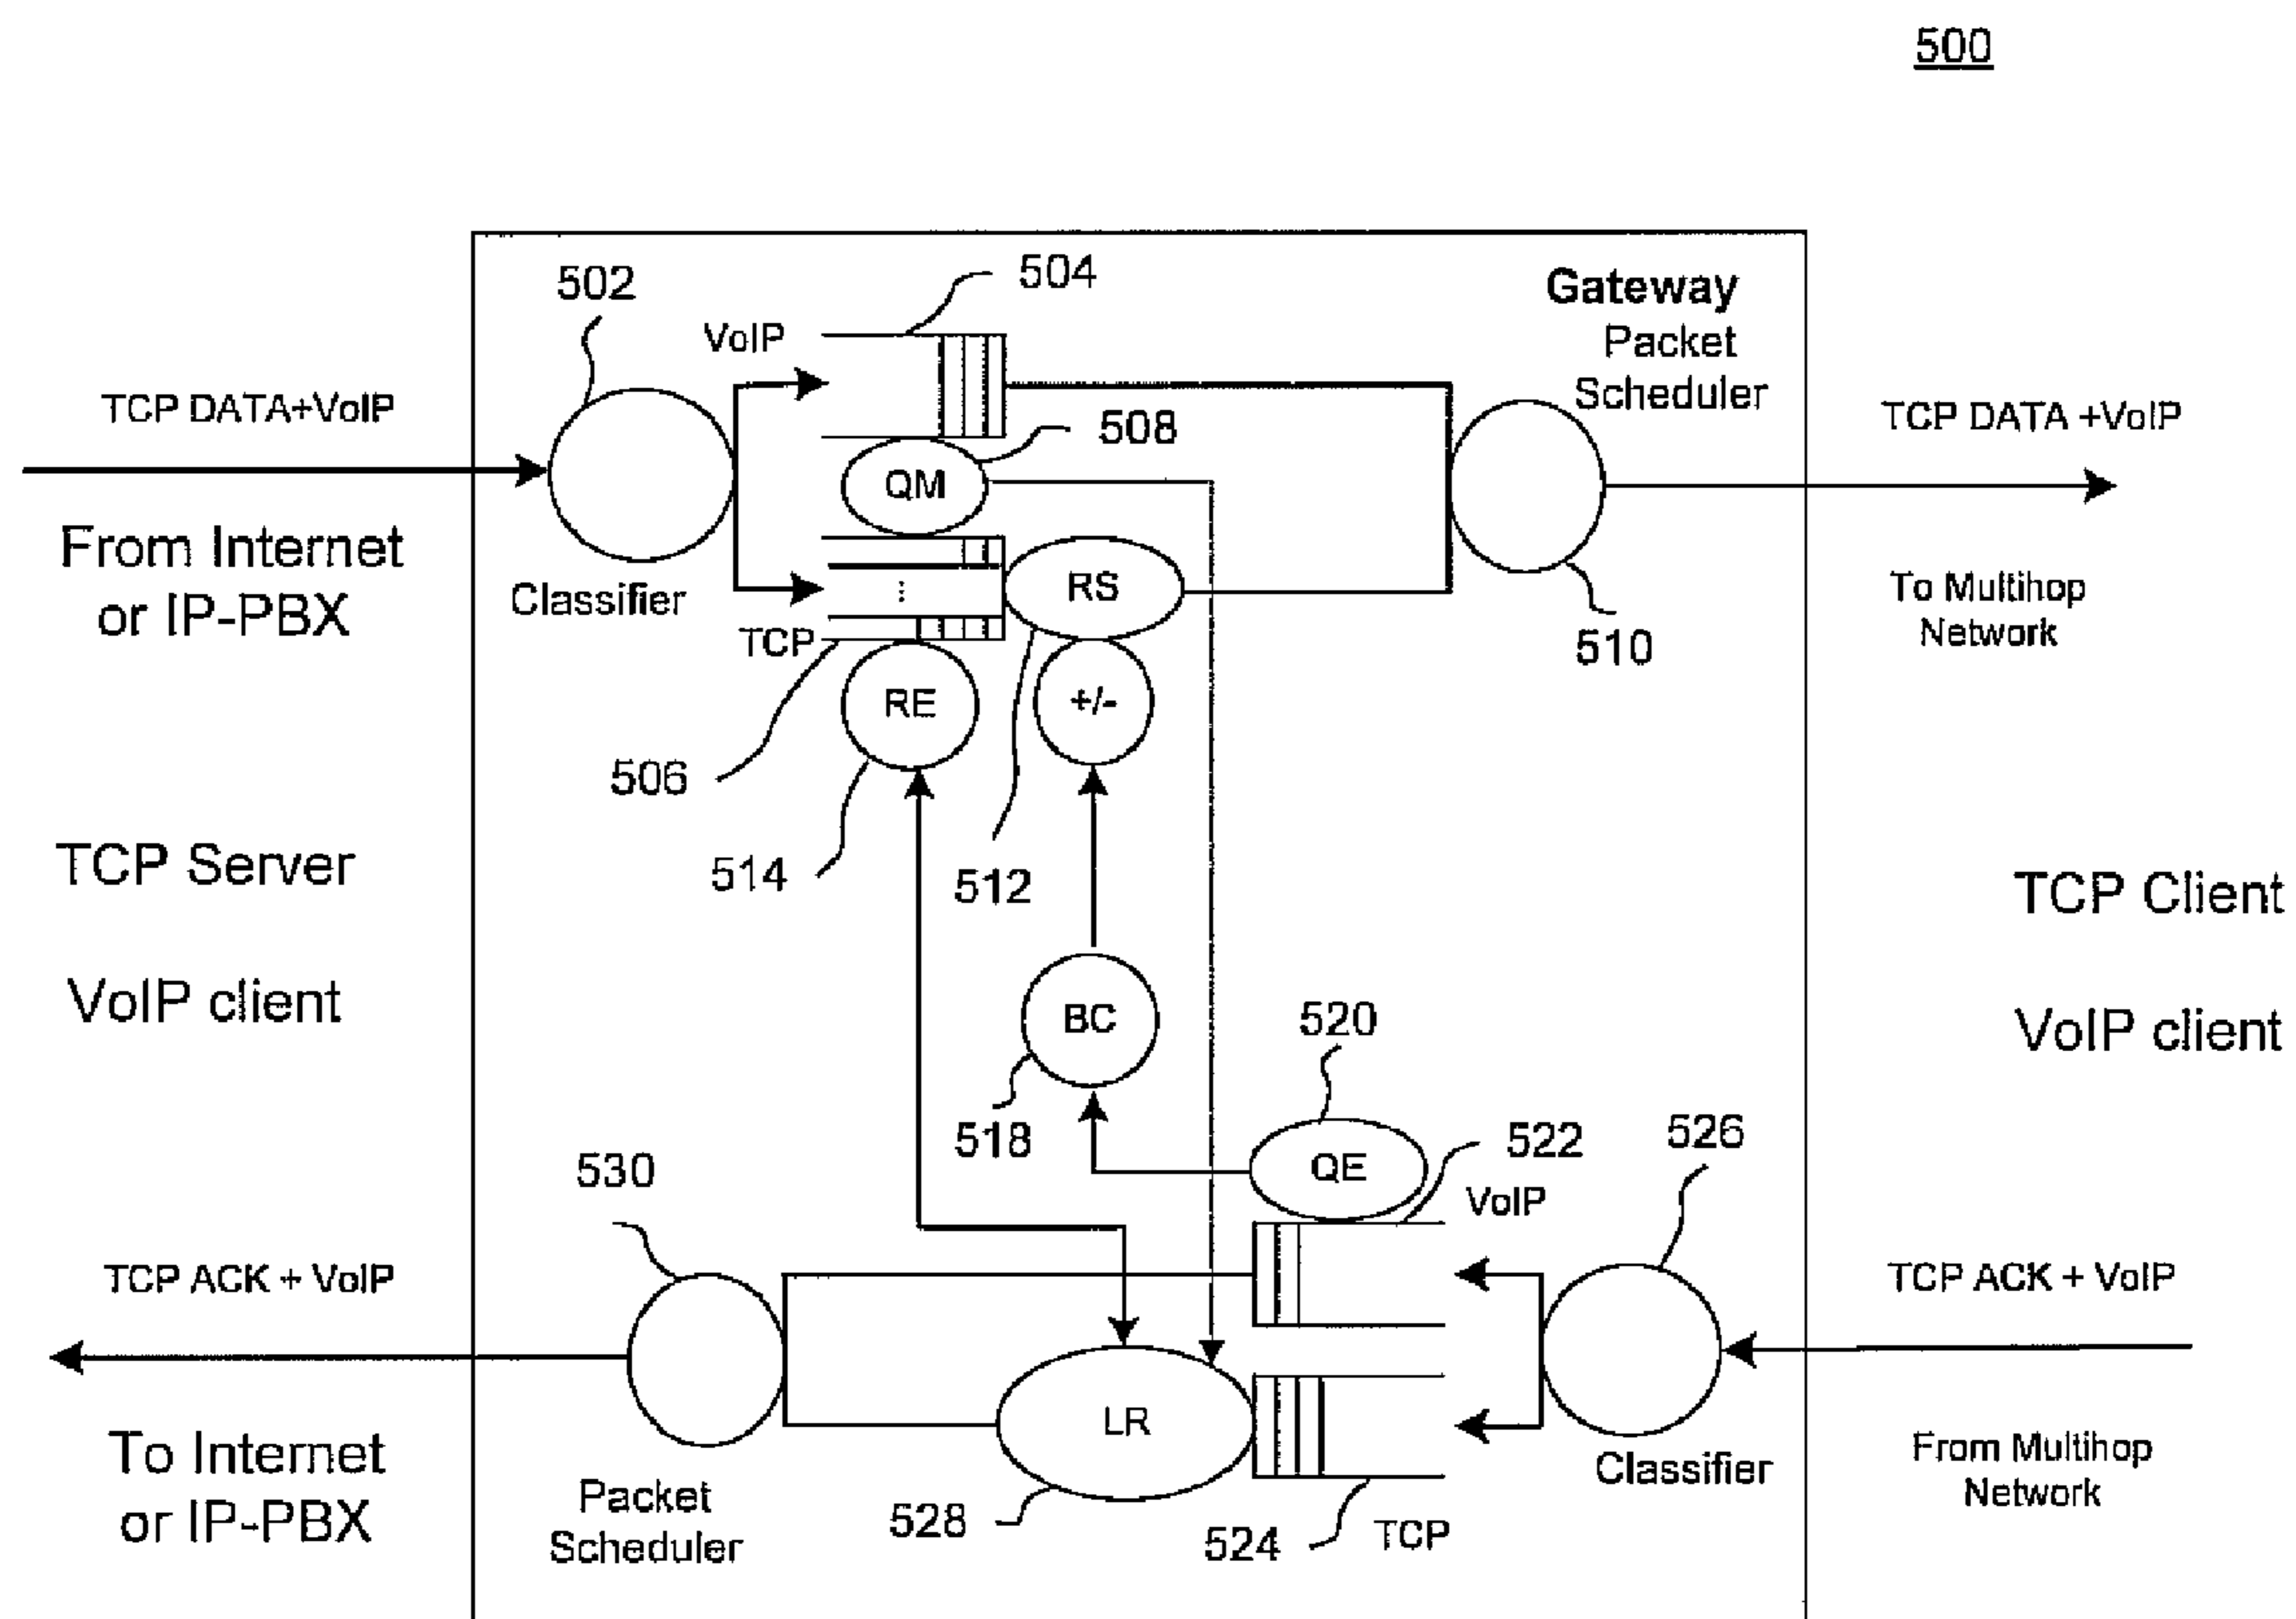 500
504
502
Gateway
VoIP
Packet
Scheduler
TCP DATA+VoIP
TCP DATA +VoIP
508
QM
From Internet
or IP-PBX
Classifier
RS
...
To Multihop
Network
TCP
510
RE
+/-
506
514
512
TCP Server
TCP Client
VoIP client
VoIP client
BC
520
518
522
526
530
QE
VoIP
TCP ACK + VoIP
TCP ACK + VoIP
LR
To Internet
or IP-PBX
From Multihop
Network
Classifier
Packet
Scheduler
528
524
TCP